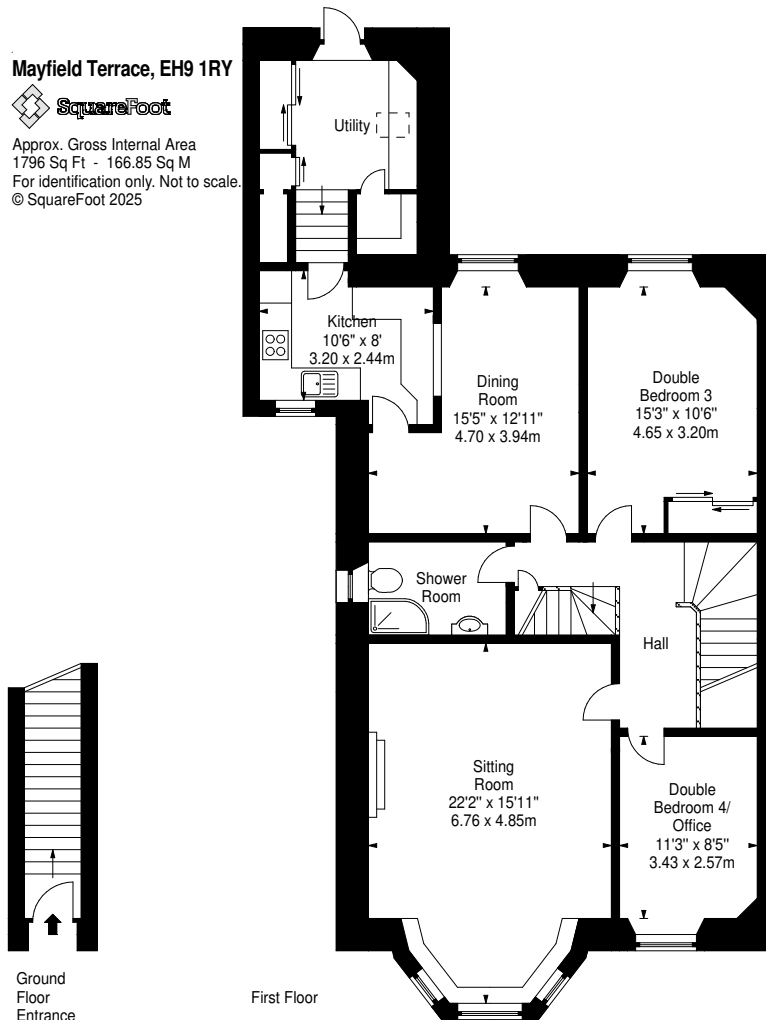 Mayfield Terrace, EH9 1RY
SquareFoot
Approx. Gross Internal Area
1796 Sq Ft - 166.85 Sq M
For identification only. Not to scale.
© SquareFoot 2025
Utility
Kitchen
10'6" x 8'
3.20 x 2.44m
Dining
Room
15'5" x 12'11"
4.70 x 3.94m
Double
Bedroom 3
15'3" x 10'6"
4.65 x 3.20m
Shower
Room
Hall
Sitting
Room
22'2" x 15'11"
6.76 x 4.85m
Double
Bedroom 4/
Office
11'3" x 8'5"
3.43 x 2.57m
Ground
Floor
Entrance
First Floor